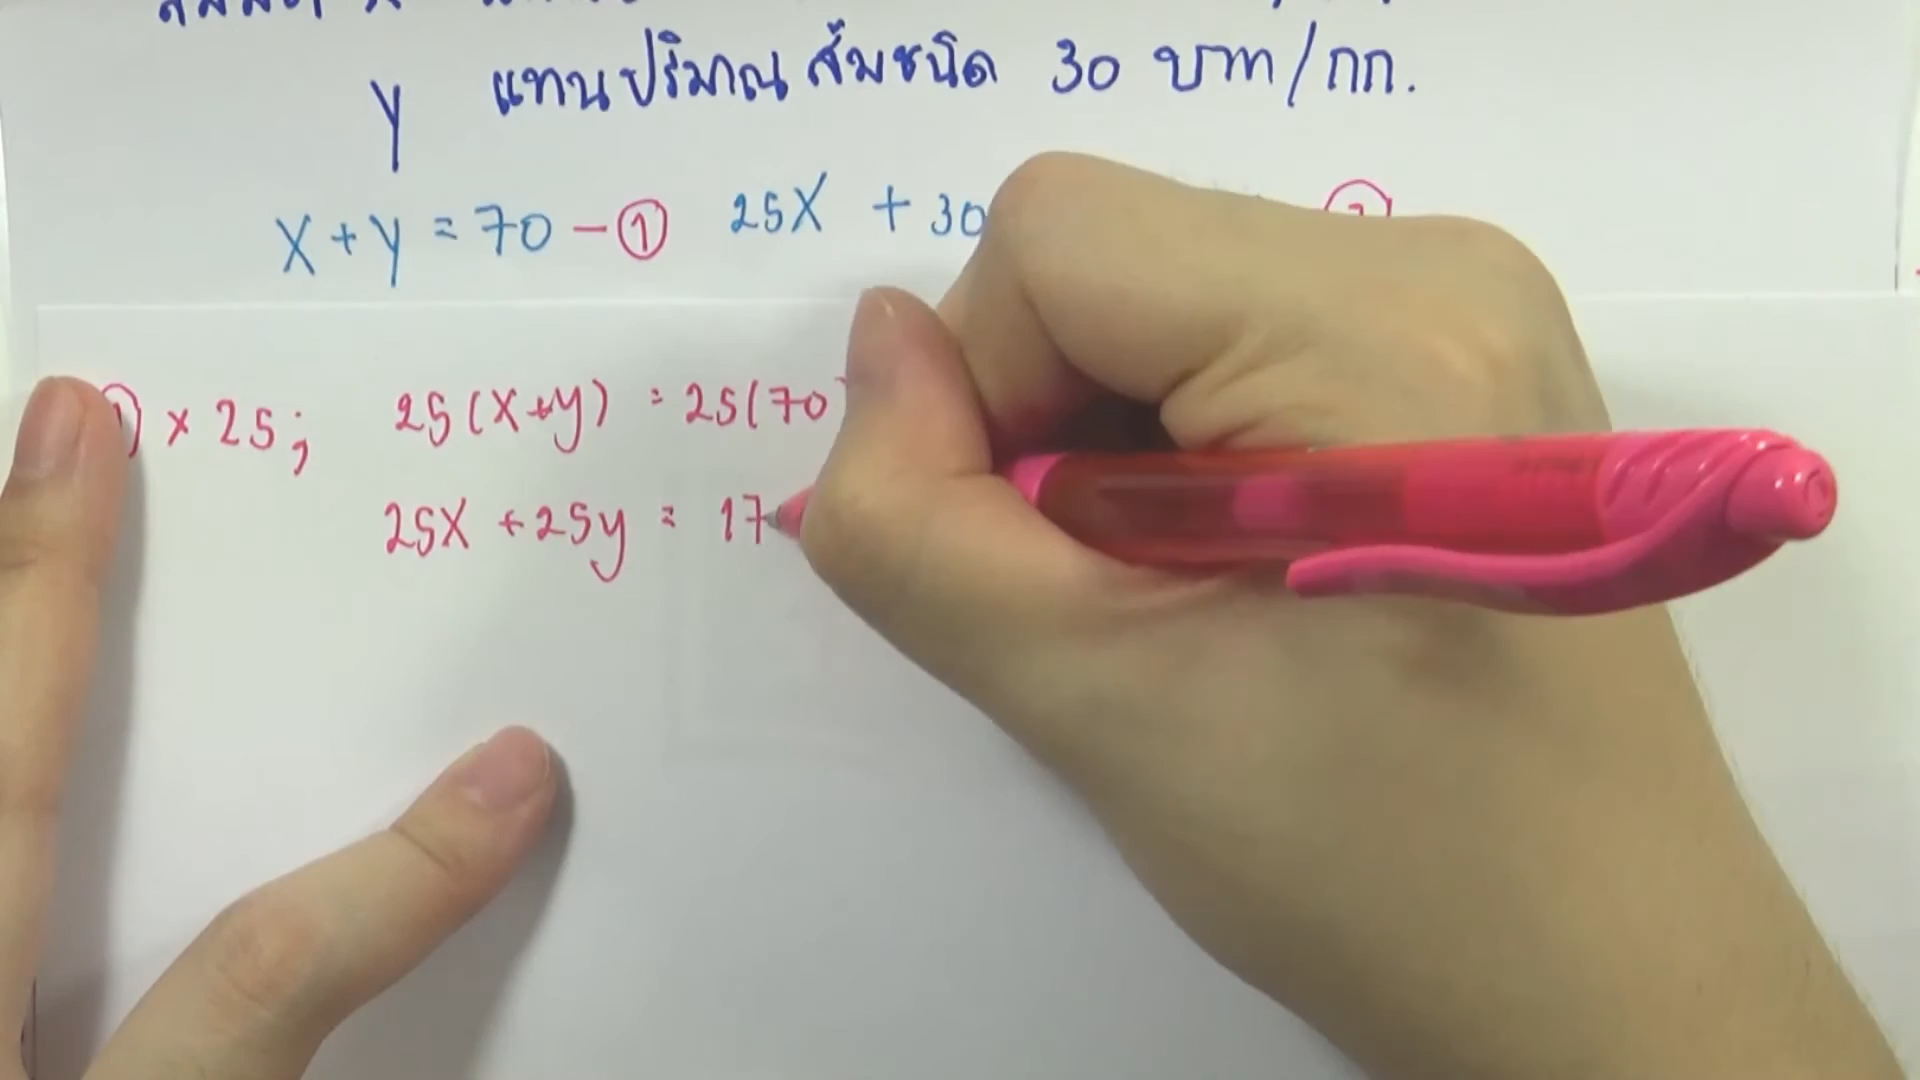 y แทนปริมาณส้มชนิด 30 บาท/กก.
x+y = 70 - ① 25x + 30
① × 25; 25(x+y) = 25(70)
25x + 25y = 17